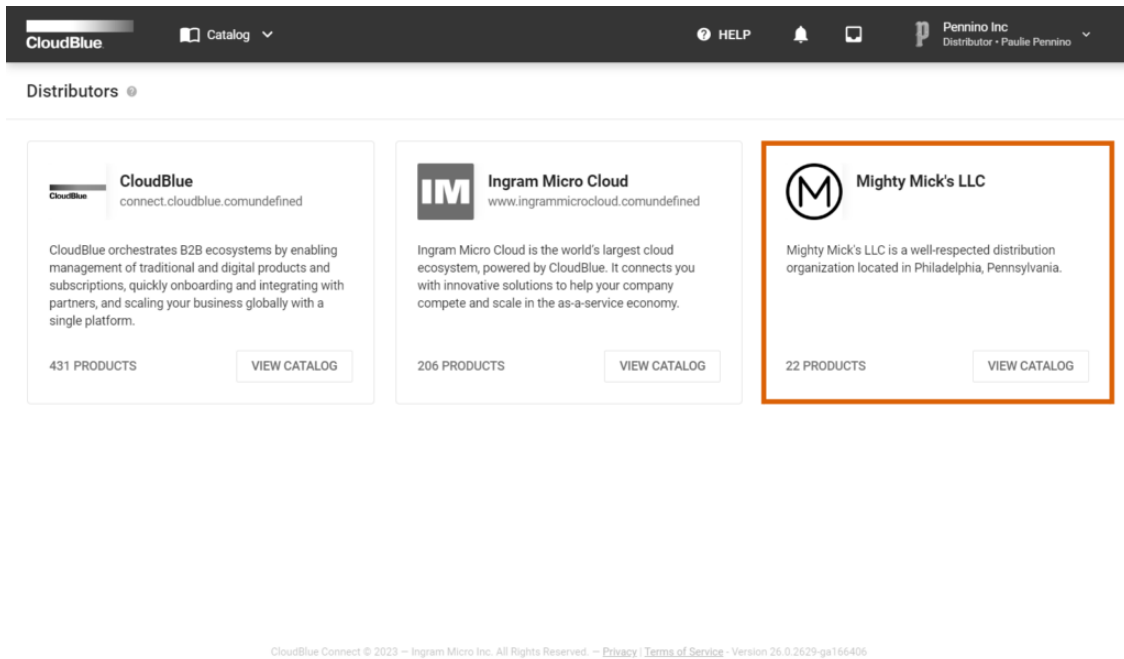 CloudBlue
Catalog
HELP
Pennino Inc
Distributor • Paulie Pennino
Distributors
CloudBlue
CloudBlue
connect.cloudblue.comundefined
CloudBlue orchestrates B2B ecosystems by enabling
management of traditional and digital products and
subscriptions, quickly onboarding and integrating with
partners, and scaling your business globally with a
single platform.
431 PRODUCTS
VIEW CATALOG
IM
Ingram Micro Cloud
www.ingrammicrocloud.comundefined
Ingram Micro Cloud is the world's largest cloud
ecosystem, powered by CloudBlue. It connects you
with innovative solutions to help your company
compete and scale in the as-a-service economy.
206 PRODUCTS
VIEW CATALOG
M
Mighty Mick's LLC
Mighty Mick's LLC is a well-respected distribution
organization located in Philadelphia, Pennsylvania.
22 PRODUCTS
VIEW CATALOG
CloudBlue Connect © 2023 — Ingram Micro Inc. All Rights Reserved. — Privacy | Terms of Service - Version 26.0.2629-ga166406